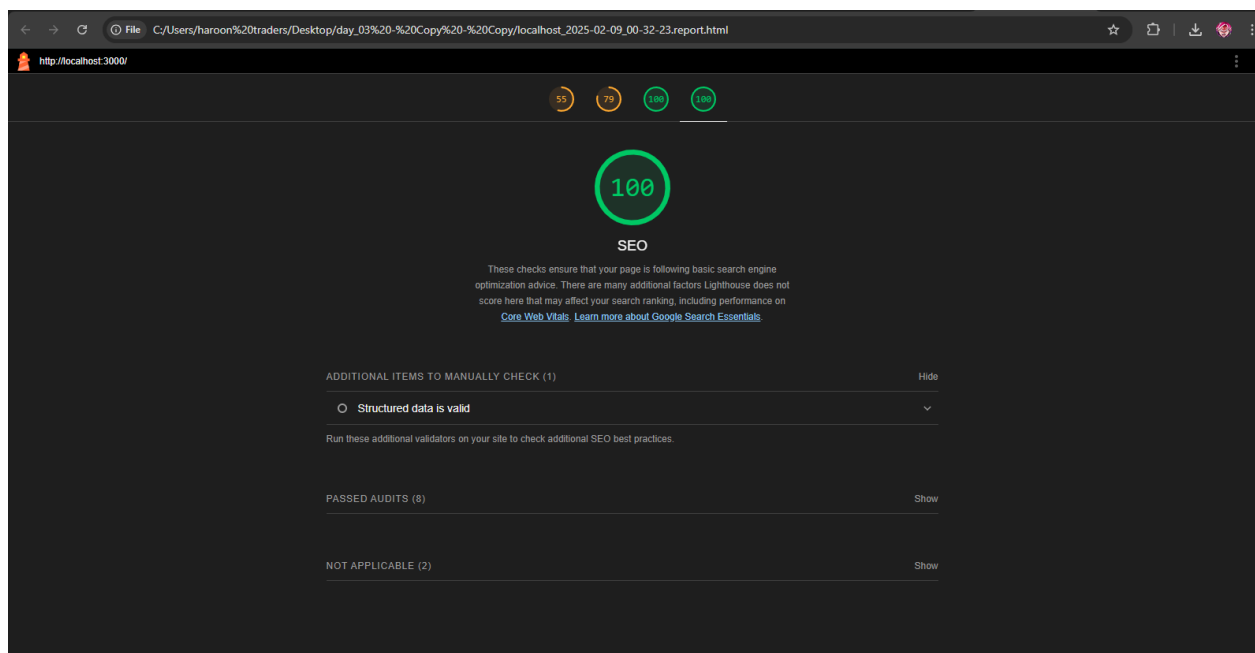 File
C:/Users/haroon%20traders/Desktop/day_03%20-%20Copy%20-%20Copy/localhost_2025-02-09_00-32-23.report.html
http://localhost:3000/
55 79 100 100
100
SEO
These checks ensure that your page is following basic search engine
optimization advice. There are many additional factors Lighthouse does not
score here that may affect your search ranking, including performance on
Core Web Vitals. Learn more about Google Search Essentials.
ADDITIONAL ITEMS TO MANUALLY CHECK (1) Hide
Structured data is valid
Run these additional validators on your site to check additional SEO best practices.
PASSED AUDITS (8) Show
NOT APPLICABLE (2) Show